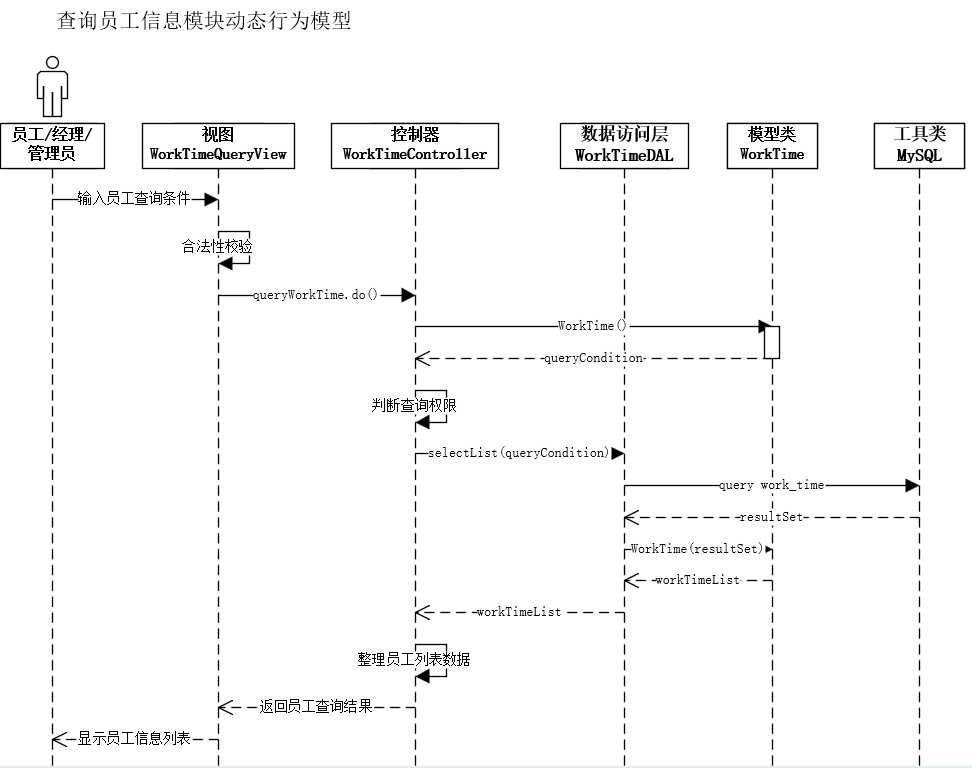 查询员工信息模块动态行为模型
员工/经理/
管理员
视图
WorkTimeQueryView
控制器
WorkTimeController
数据访问层
WorkTimeDAL
模型类
WorkTime
工具类
MySQL
输入员工查询条件
合法性校验
queryWorkTime.do()
WorkTime()
queryCondition
判断查询权限
selectList(queryCondition)
query work_time
resultSet
WorkTime(resultSet)
workTimeList
workTimeList
整理员工列表数据
返回员工查询结果
显示员工信息列表